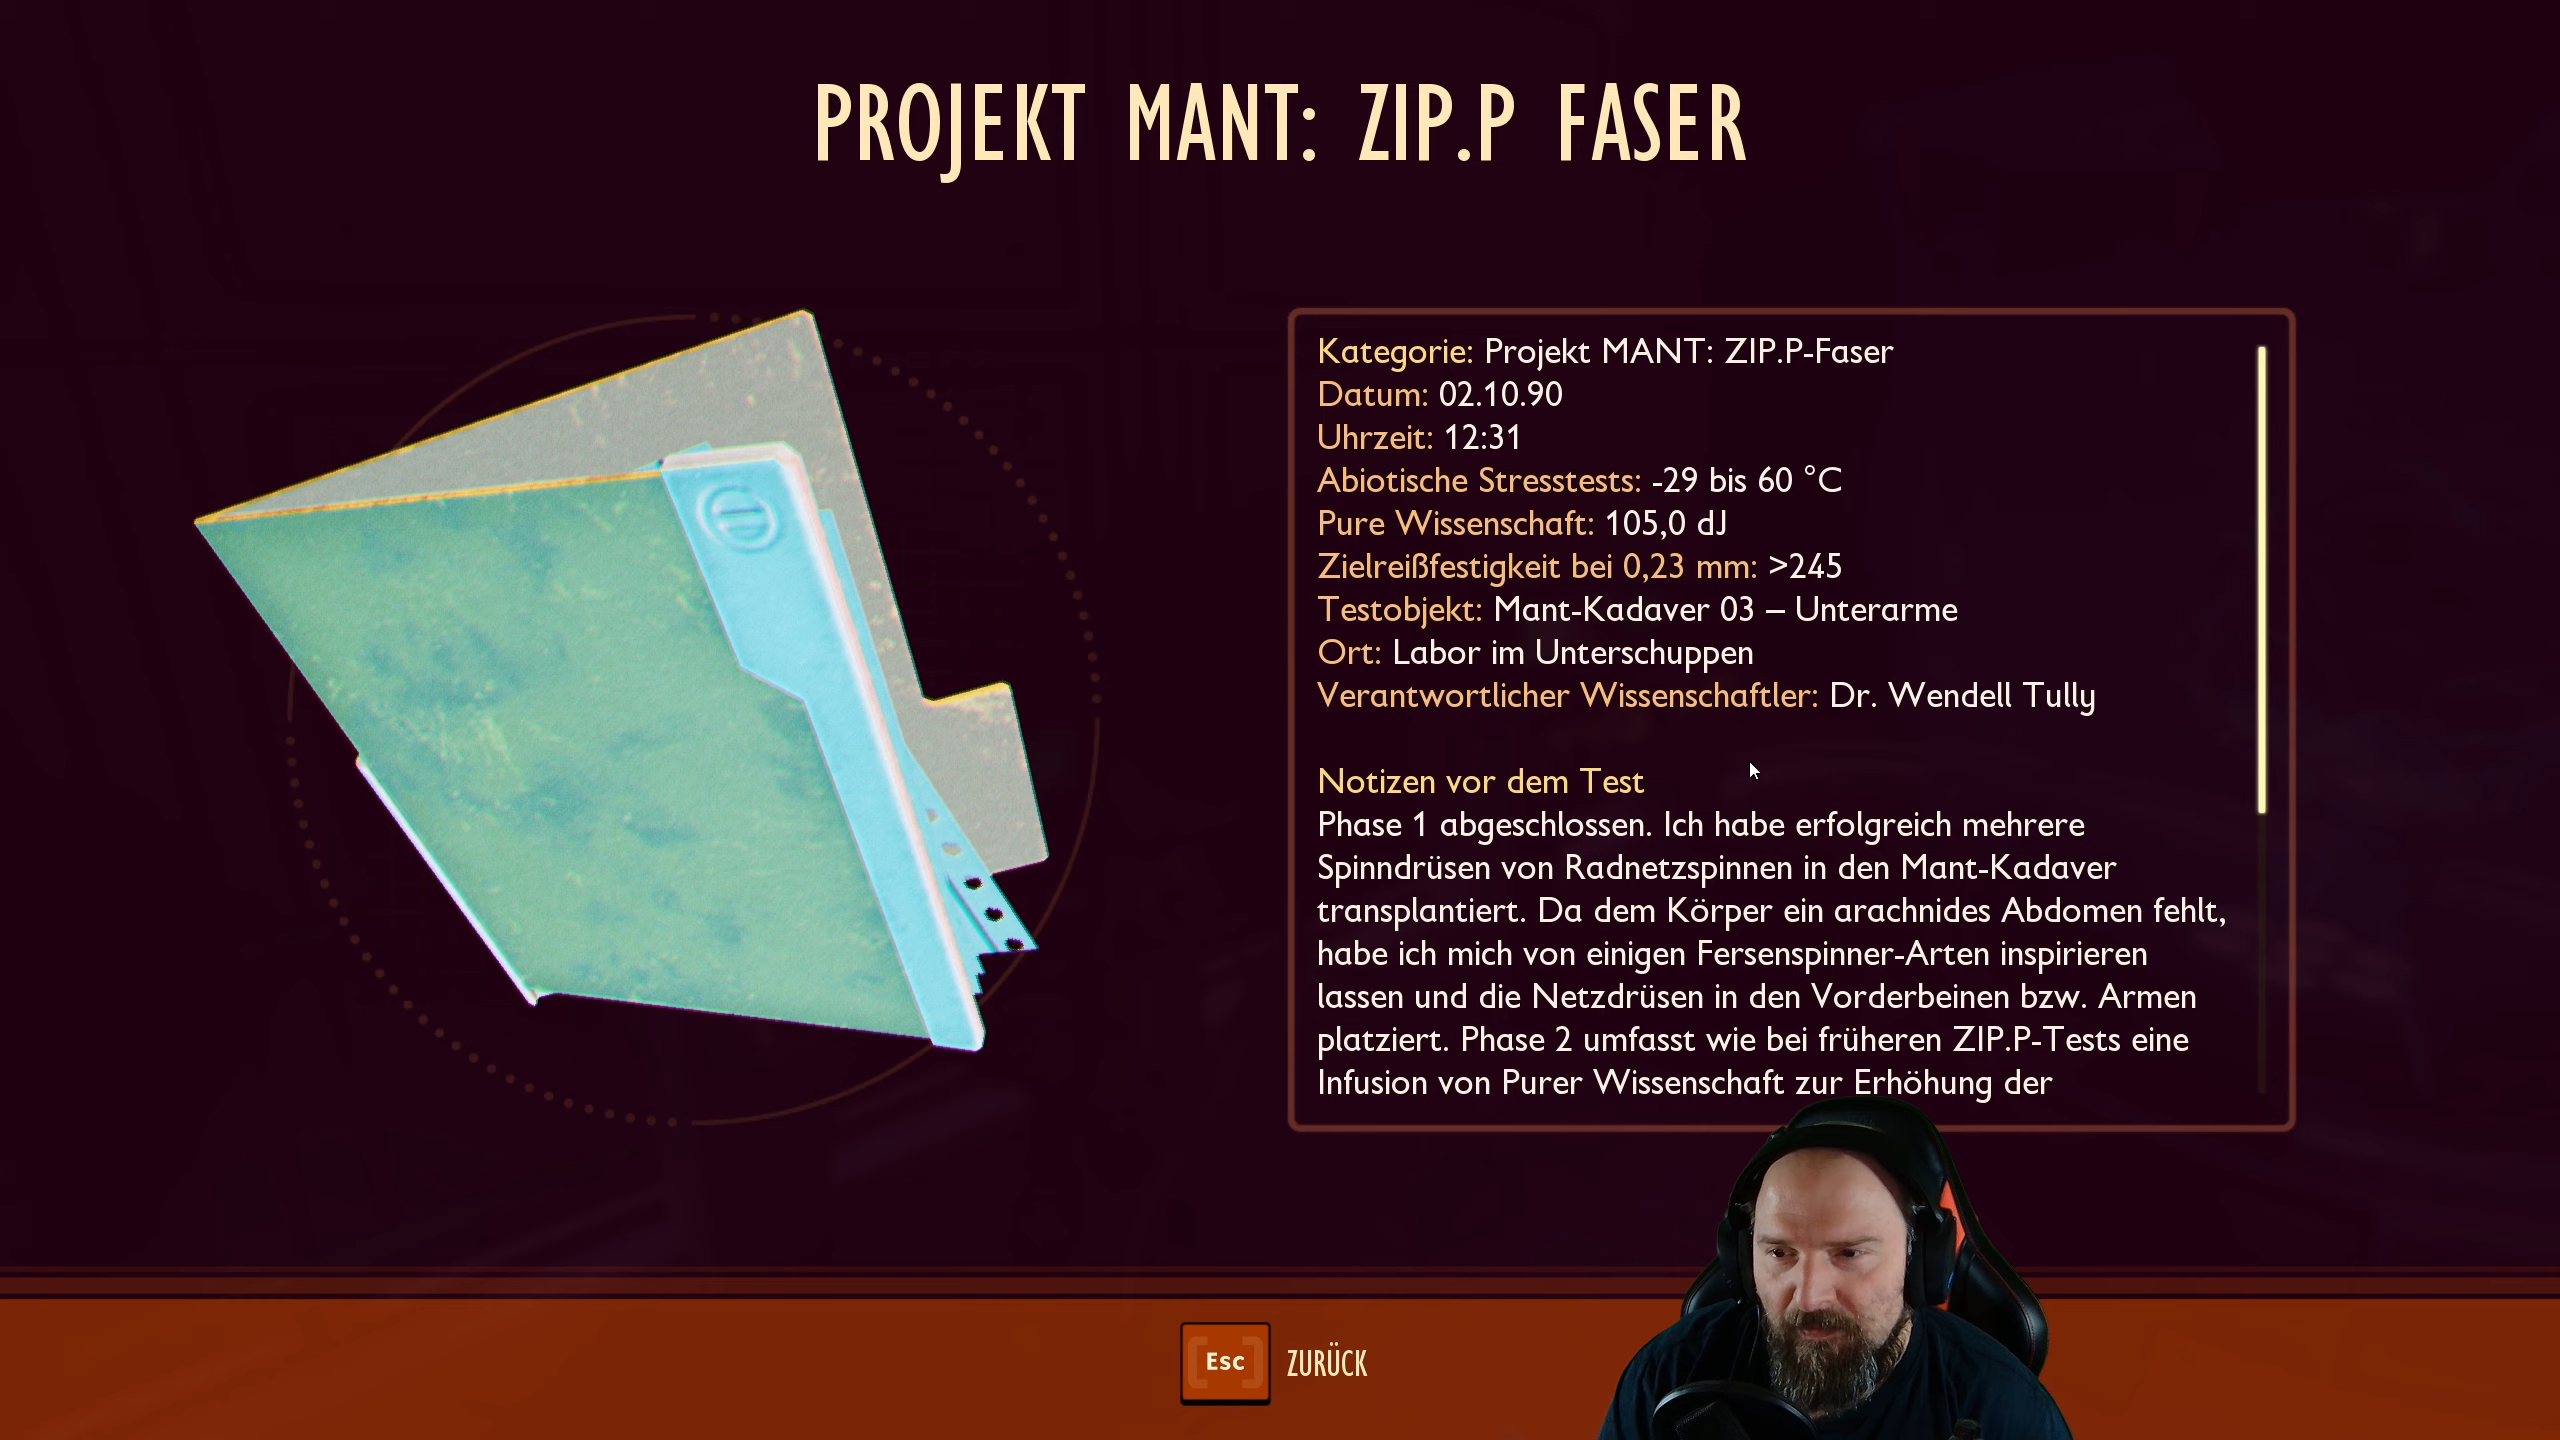 PROJEKT MANT: ZIP.P FASER
Kategorie: Projekt MANT: ZIP.P-Faser
Datum: 02.10.90
Uhrzeit: 12:31
Abiotische Stresstests: -29 bis 60 °C
Pure Wissenschaft: 105,0 dJ
Zielreißfestigkeit bei 0,23 mm: >245
Testobjekt: Mant-Kadaver 03 – Unterarme
Ort: Labor im Unterschuppen
Verantwortlicher Wissenschaftler: Dr. Wendell Tully
Notizen vor dem Test
Phase 1 abgeschlossen. Ich habe erfolgreich mehrere
Spinndrüsen von Radnetzspinnen in den Mant-Kadaver
transplantiert. Da dem Körper ein arachnides Abdomen fehlt,
habe ich mich von einigen Fersenspinner-Arten inspirieren
lassen und die Netzdrüsen in den Vorderbeinen bzw. Armen
platziert. Phase 2 umfasst wie bei früheren ZIP.P-Tests eine
Infusion von Purer Wissenschaft zur Erhöhung der
Esc ZURÜCK